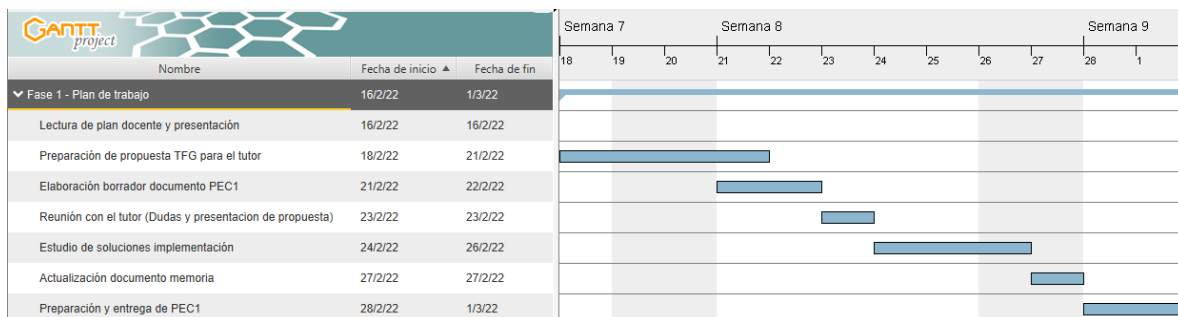 GANTT project
Semana 7 Semana 8 Semana 9
18 19 20 21 22 23 24 25 26 27 28 1
Nombre Fecha de inicio Fecha de fin
Fase 1 - Plan de trabajo 16/2/22 1/3/22
Lectura de plan docente y presentación 16/2/22 16/2/22
Preparación de propuesta TFG para el tutor 18/2/22 21/2/22
Elaboración borrador documento PEC1 21/2/22 22/2/22
Reunión con el tutor (Dudas y presentacion de propuesta) 23/2/22 23/2/22
Estudio de soluciones implementación 24/2/22 26/2/22
Actualización documento memoria 27/2/22 27/2/22
Preparación y entrega de PEC1 28/2/22 1/3/22